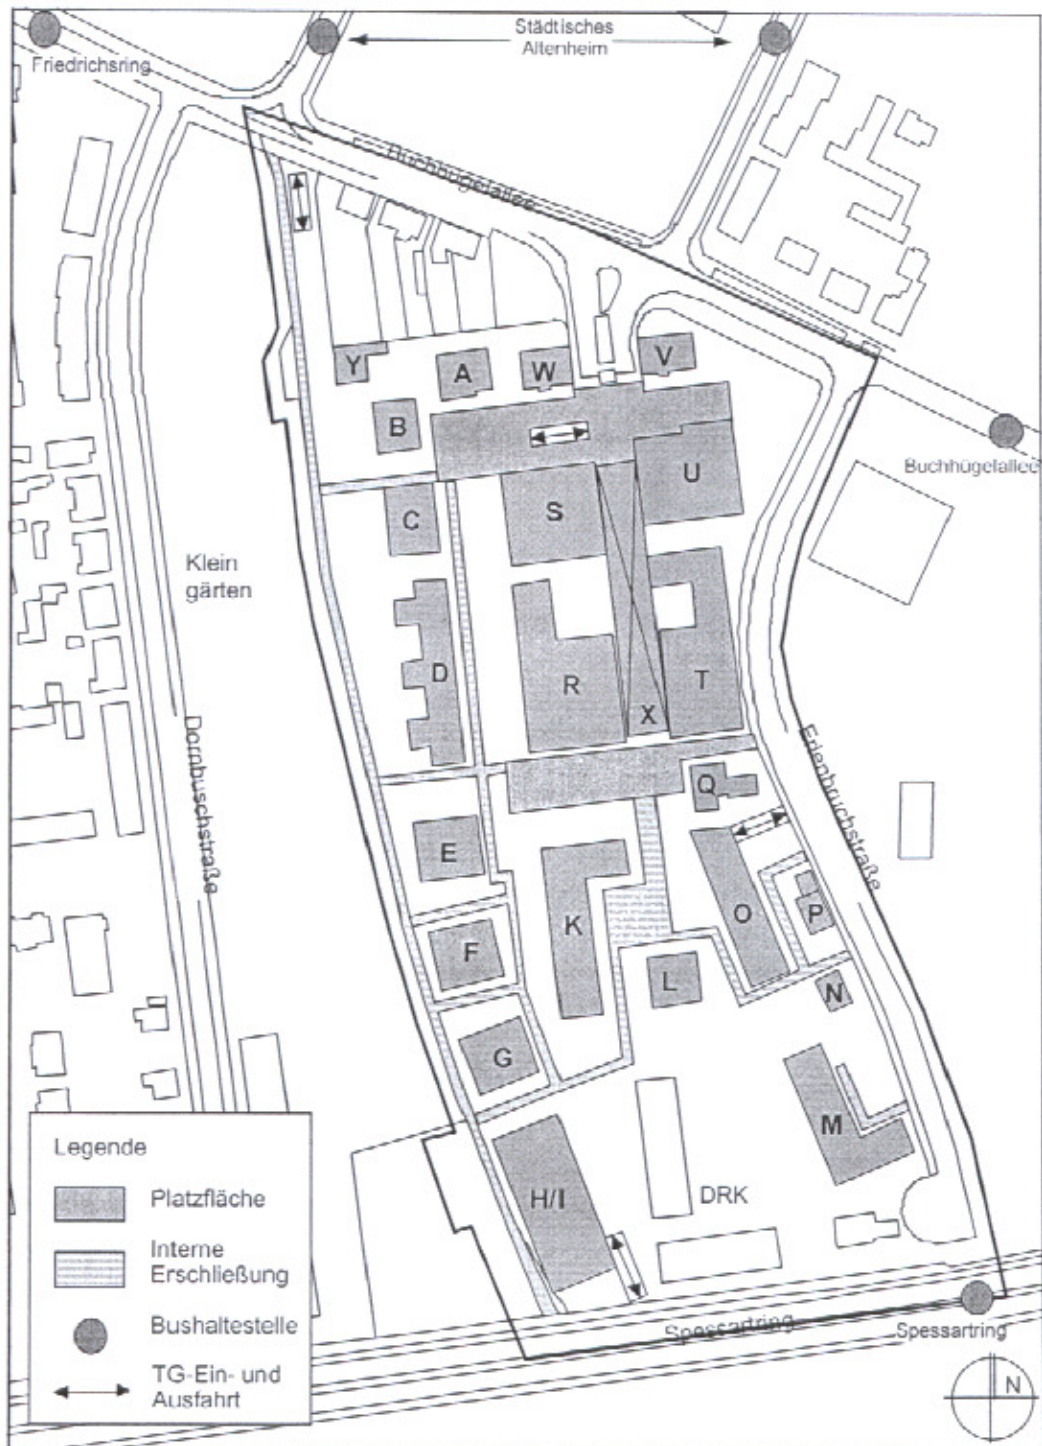 Städtisches
Altenheim
Friedrichsring
Buchhügelallee
Buchhügelallee
Y
A
W
V
B
U
C
S
Klein
gärten
D
R
T
X
Dornbuschstraße
Erlenbruchstraße
Q
E
K
O
P
F
L
N
G
M
H/I
DRK
Legende
Platzfläche
Interne
Erschließung
Bushaltestelle
TG-Ein- und
Ausfahrt
Spessartring
Spessartring
N